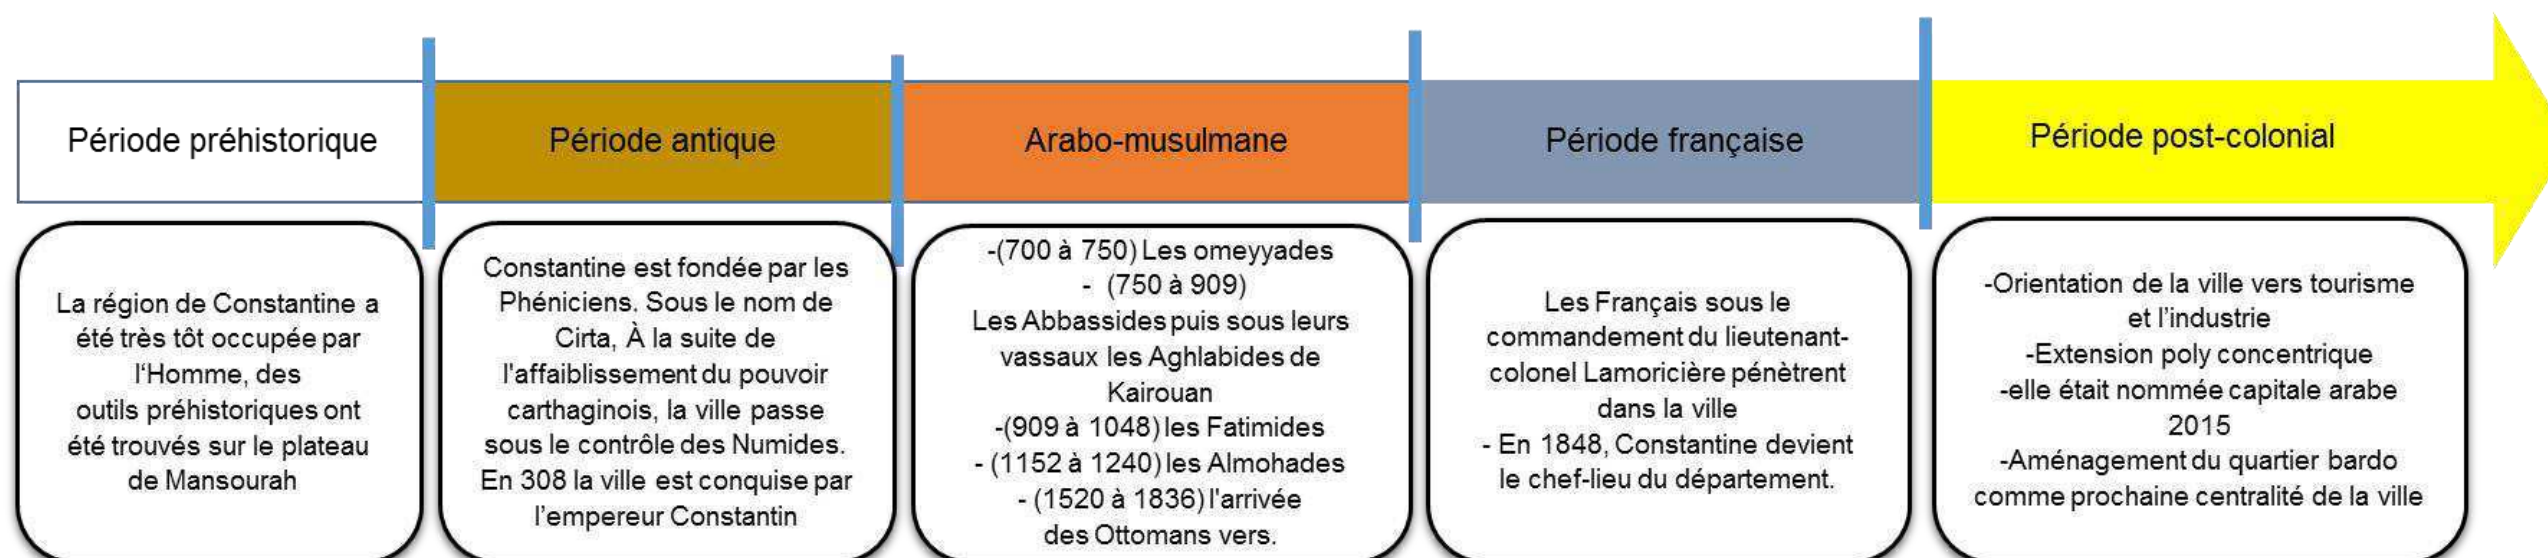 Période préhistorique
Période antique
Arabo-musulmane
Période française
Période post-colonial
La région de Constantine a
été très tôt occupée par
l‘Homme, des
outils préhistoriques ont
été trouvés sur le plateau
de Mansourah
Constantine est fondée par les
Phéniciens. Sous le nom de
Cirta, À la suite de
l'affaiblissement du pouvoir
carthaginois, la ville passe
sous le contrôle des Numides.
En 308 la ville est conquise par
l’empereur Constantin
-(700 à 750) Les omeyyades
- (750 à 909)
Les Abbassides puis sous leurs
vassaux les Aghlabides de
Kairouan
-(909 à 1048) les Fatimides
- (1152 à 1240) les Almohades
- (1520 à 1836) l'arrivée
des Ottomans vers.
Les Français sous le
commandement du lieutenant-
colonel Lamoricière pénètrent
dans la ville
- En 1848, Constantine devient
le chef-lieu du département.
-Orientation de la ville vers tourisme
et l’industrie
-Extension poly concentrique
-elle était nommée capitale arabe
2015
-Aménagement du quartier bardo
comme prochaine centralité de la ville